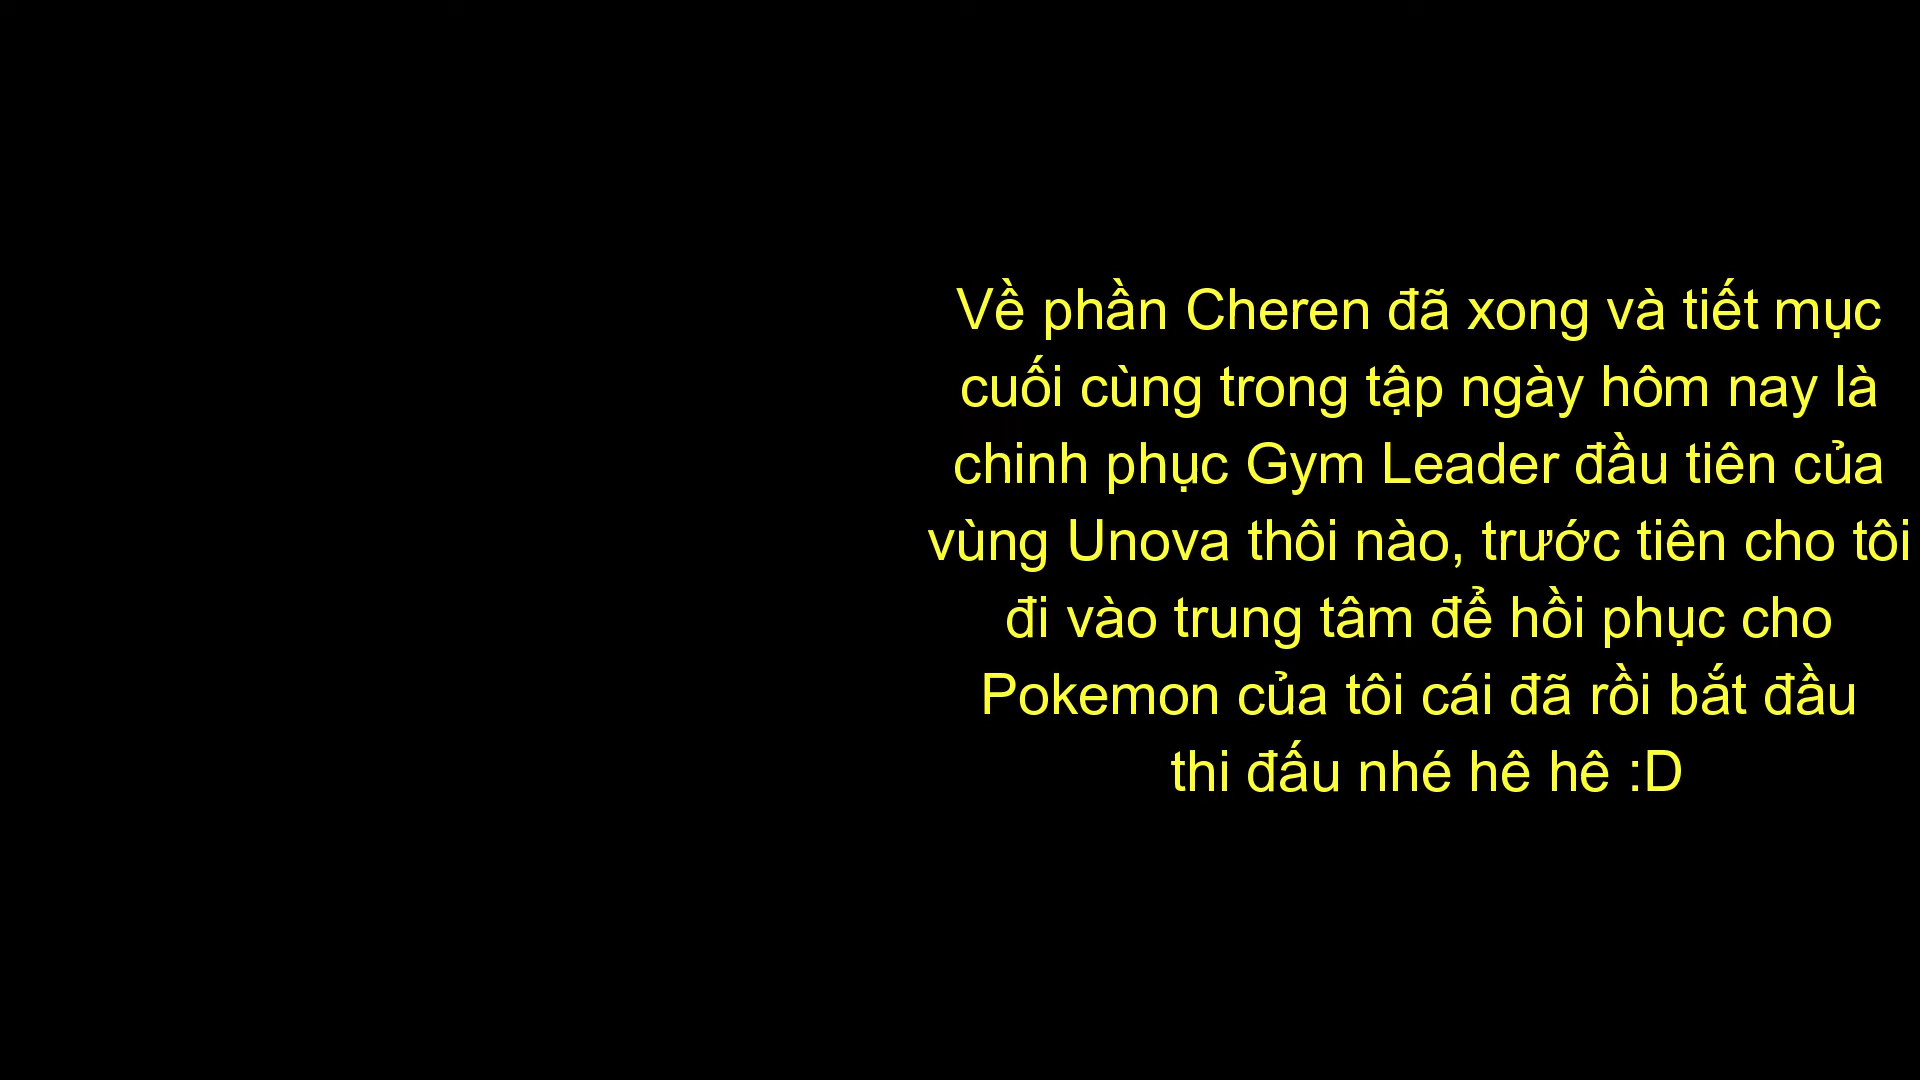 Về phần Cheren đã xong và tiết mục
cuối cùng trong tập ngày hôm nay là
chinh phục Gym Leader đầu tiên của
vùng Unova thôi nào, trước tiên cho tôi
đi vào trung tâm để hồi phục cho
Pokemon của tôi cái đã rồi bắt đầu
thi đấu nhé hê hê :D